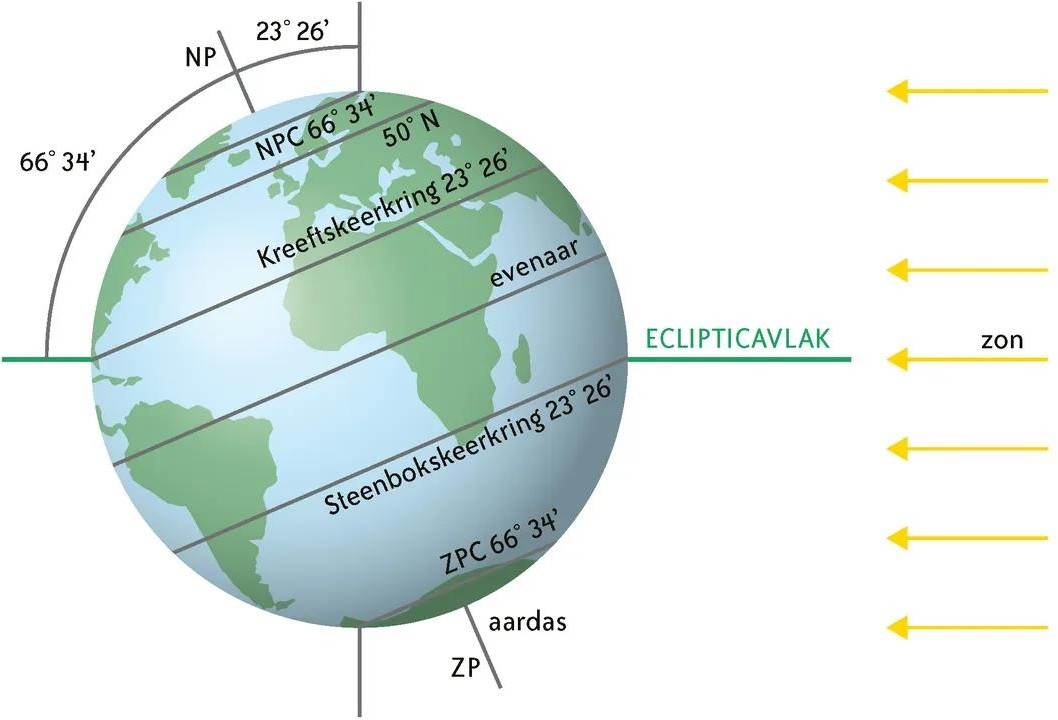 23° 26'
NP
NPC 66° 34'
50° N
66° 34'
Kreeftskeerkring 23° 26'
evenaar
ECLIPTICAVLAK
zon
Steenbokskeerkring 23° 26'
ZPC 66° 34'
aardas
ZP